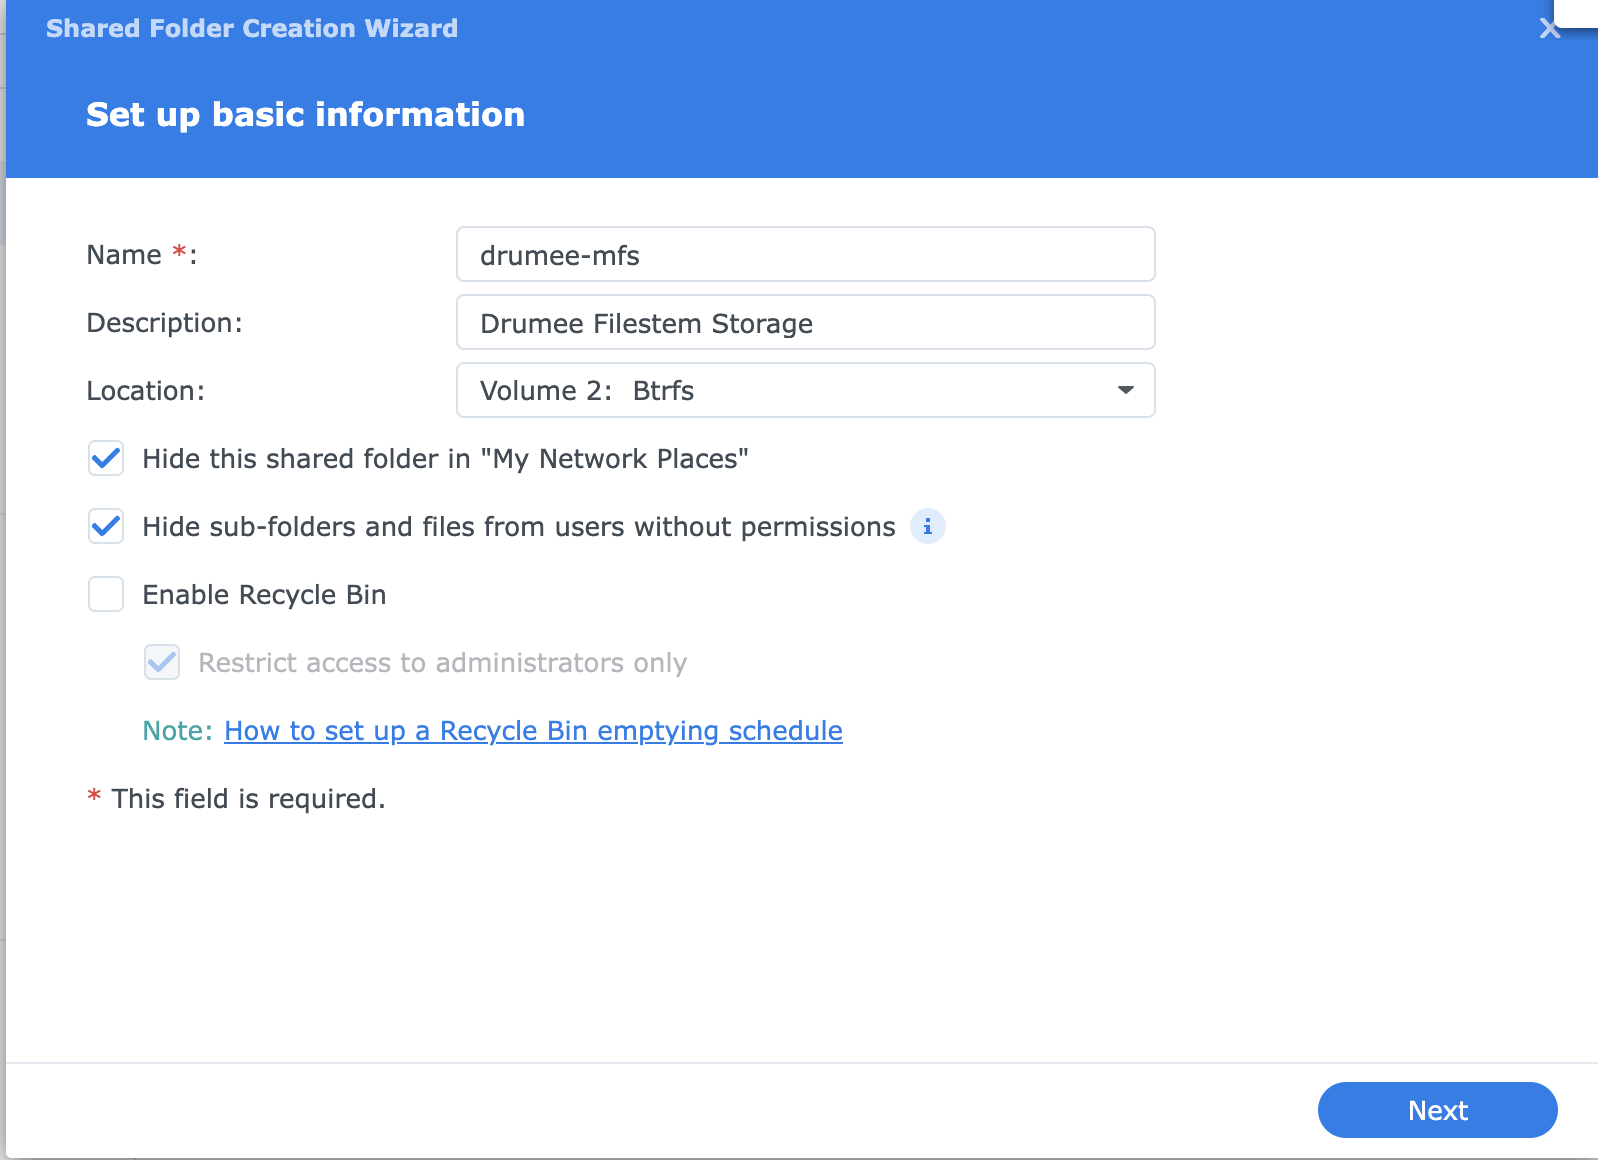 Shared Folder Creation Wizard
Set up basic information
Name *: drumee-mfs
Description: Drumee Filestem Storage
Location: Volume 2: Btrfs
Hide this shared folder in "My Network Places"
Hide sub-folders and files from users without permissions
Enable Recycle Bin
Restrict access to administrators only
Note: How to set up a Recycle Bin emptying schedule
* This field is required.
Next